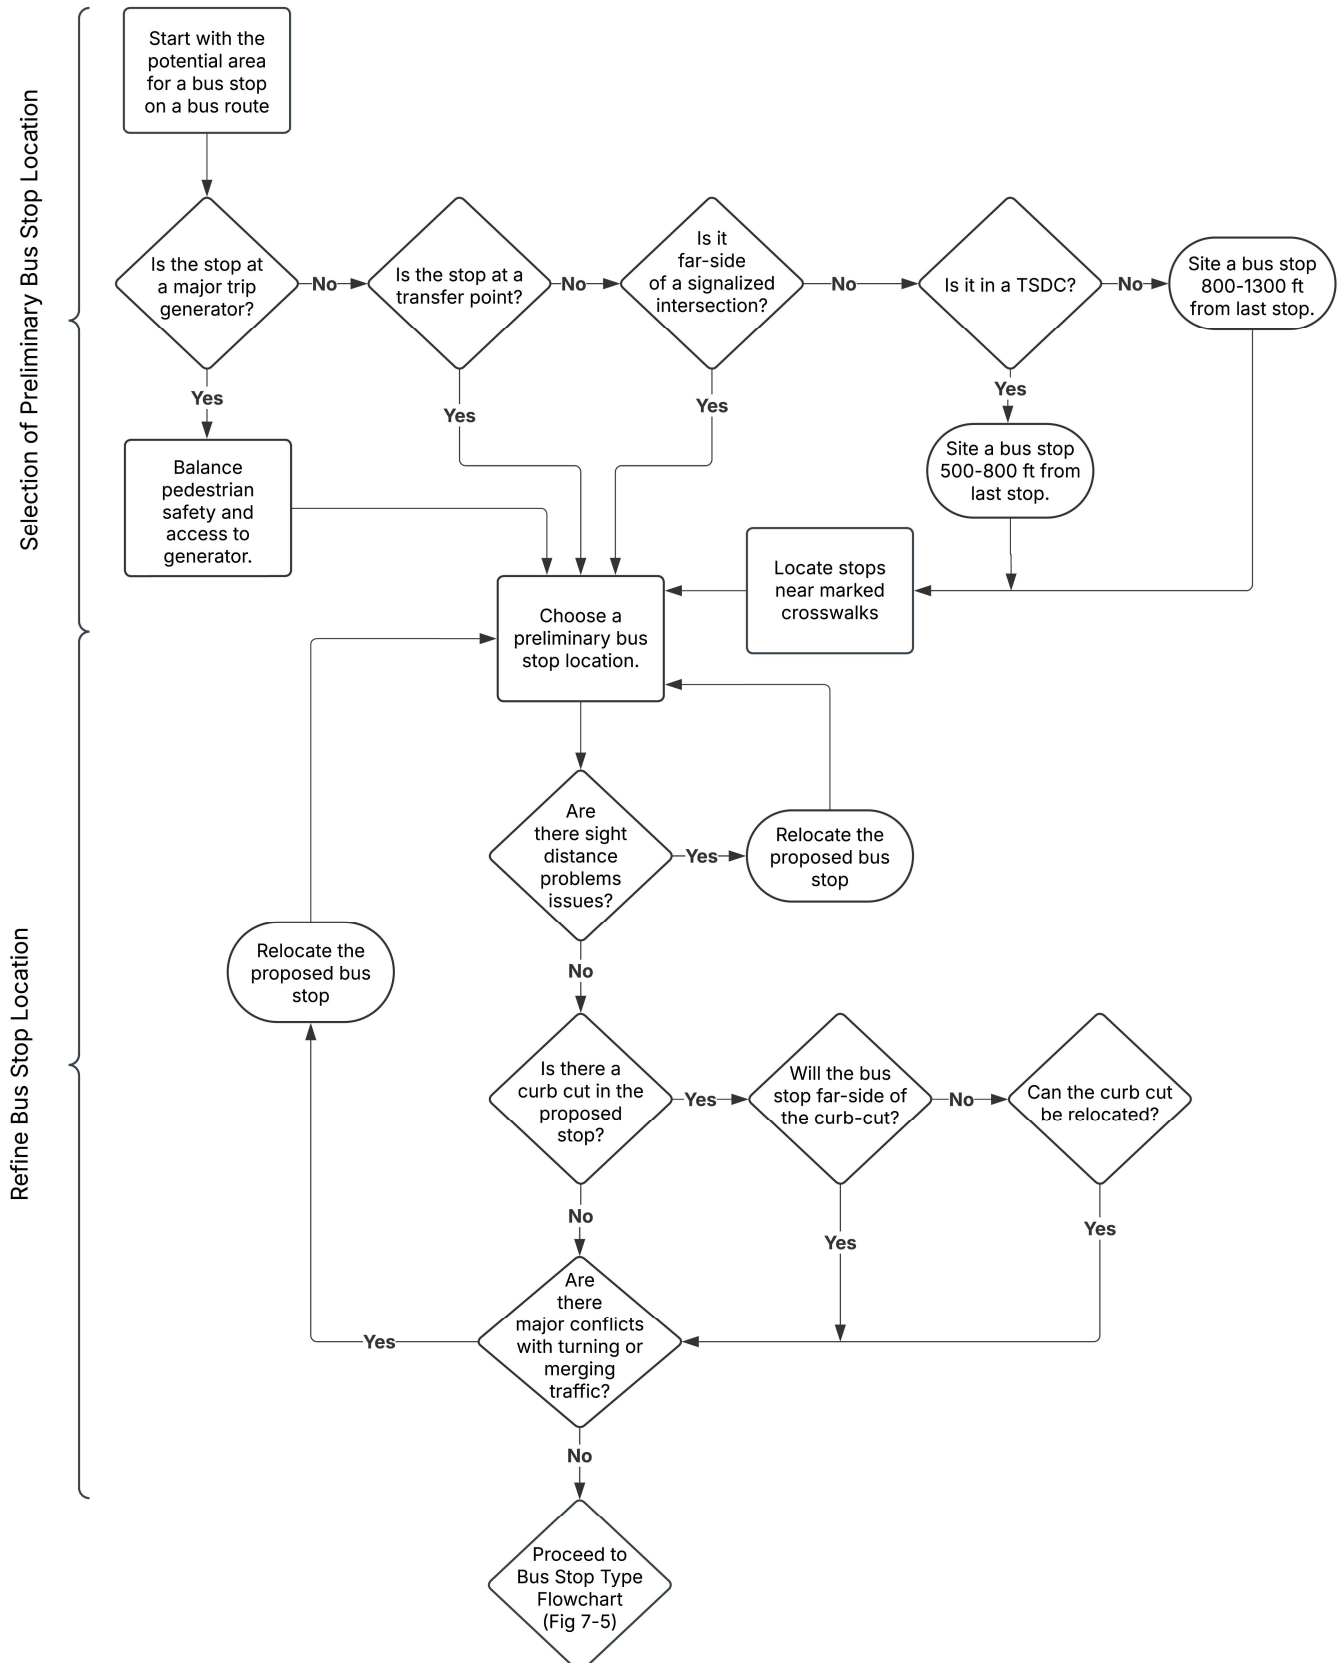 Selection of Preliminary Bus Stop Location
Start with the
potential area
for a bus stop
on a bus route
Is the stop at
a major trip
generator?
No
Is the stop at a
transfer point?
No
Is it
far-side
of a signalized
intersection?
No
Is it in a TSDC?
No
Site a bus stop
800-1300 ft
from last stop.
Yes
Yes
Yes
Yes
Balance
pedestrian
safety and
access to
generator.
Site a bus stop
500-800 ft from
last stop.
Locate stops
near marked
crosswalks
Choose a
preliminary bus
stop location.
Refine Bus Stop Location
Are
there sight
distance
problems
issues?
Yes
Relocate the
proposed bus
stop
No
Relocate the
proposed bus
stop
Is there a
curb cut in the
proposed
stop?
Yes
Will the bus
stop far-side of
the curb-cut?
No
Can the curb cut
be relocated?
No
Yes
Yes
Are
there
major conflicts
with turning or
merging
traffic?
Yes
No
Proceed to
Bus Stop Type
Flowchart
(Fig 7-5)